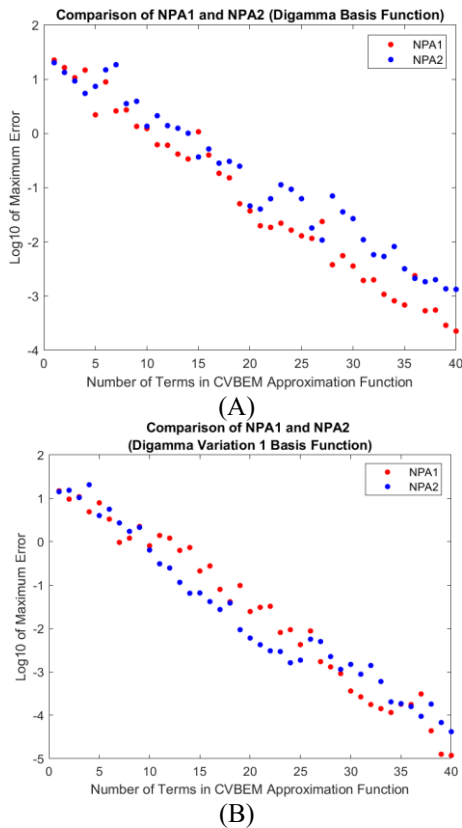 Comparison of NPA1 and NPA2 (Digamma Basis Function)
2
1
0
-1
-2
-3
-4
Log10 of Maximum Error
NPA1
NPA2
0 5 10 15 20 25 30 35 40
Number of Terms in CVBEM Approximation Function
(A)
Comparison of NPA1 and NPA2
(Digamma Variation 1 Basis Function)
2
1
0
-1
-2
-3
-4
-5
Log10 of Maximum Error
NPA1
NPA2
0 5 10 15 20 25 30 35 40
Number of Terms in CVBEM Approximation Function
(B)